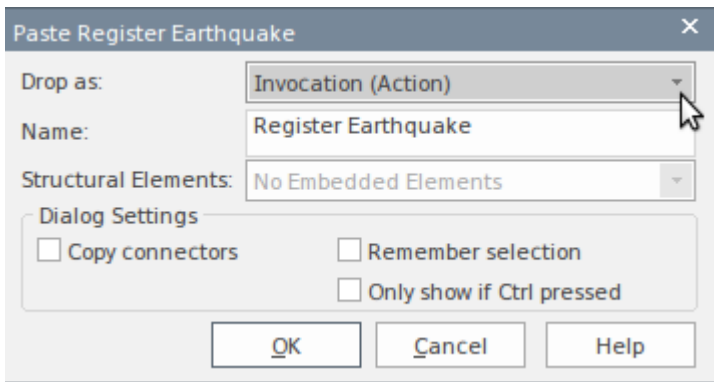 Paste Register Earthquake
Drop as: Invocation (Action)
Name: Register Earthquake
Structural Elements: No Embedded Elements
Dialog Settings
Copy connectors Remember selection
Only show if Ctrl pressed
OK Cancel Help